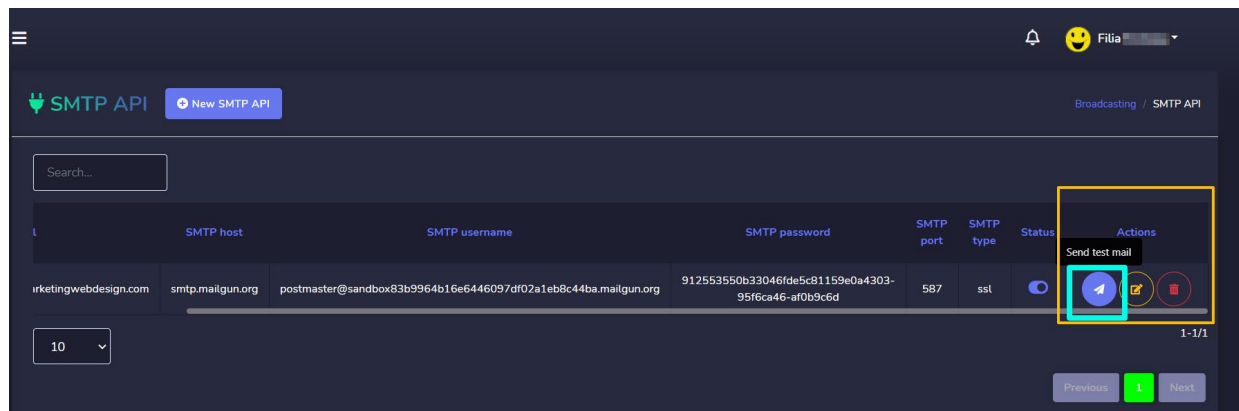 Filia
SMTP API
New SMTP API
Broadcasting / SMTP API
Search...
SMTP host
SMTP username
SMTP password
SMTP port
SMTP type
Status
Actions
Send test mail
arketingwebdesign.com
smtp.mailgun.org
postmaster@sandbox83b9964b16e6446097df02a1eb8c44ba.mailgun.org
912553550b33046fde5c81159e0a4303-
95f6ca46-af0b9c6d
587
ssl
10
1-1/1
Previous
1
Next